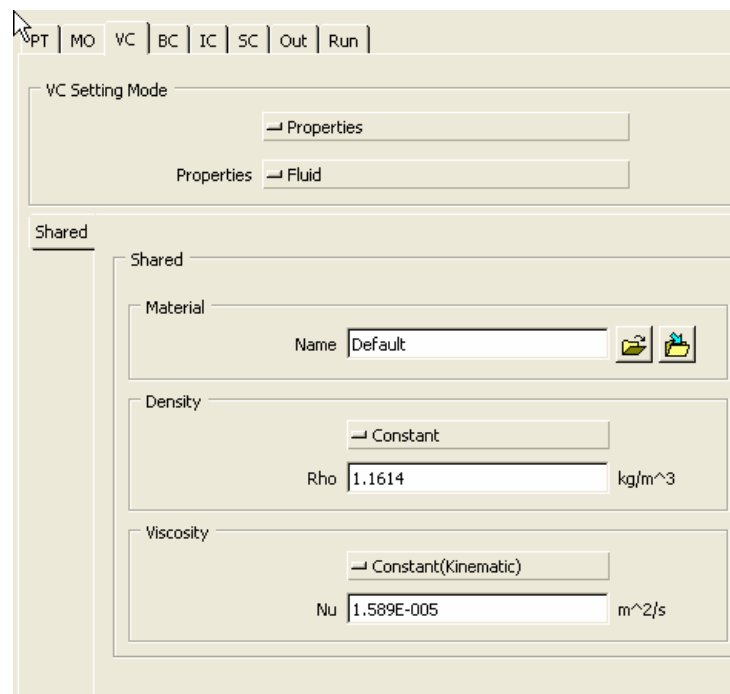 PT MO VC BC IC SC Out Run
VC Setting Mode
Properties
Properties Fluid
Shared
Shared
Material
Name Default
Density
Constant
Rho 1.1614 kg/m^3
Viscosity
Constant(Kinematic)
Nu 1.589E-005 m^2/s